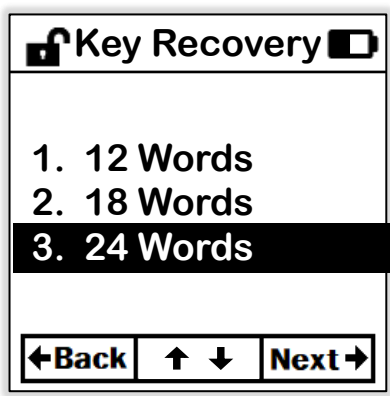 Key Recovery
1. 12 Words
2. 18 Words
3. 24 Words
←Back ↑ ↓ Next→